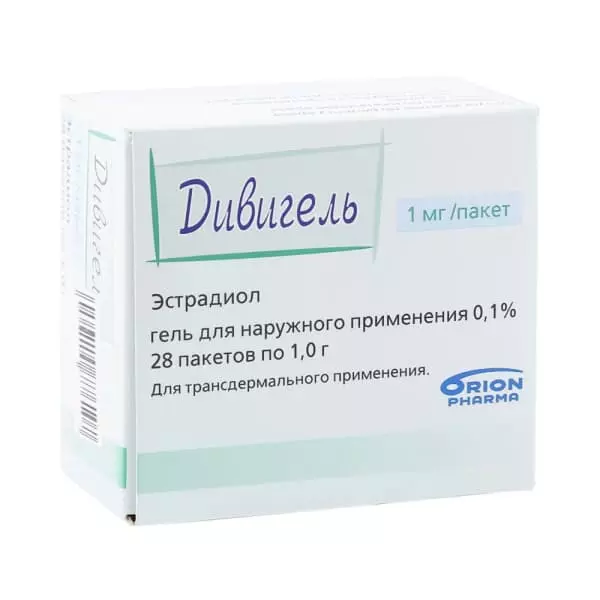 Дивигель
1 мг/пакет
Эстрадиол
гель для наружного применения 0,1%
28 пакетов по 1,0 г
Для трансдермального применения.
ORION
PHARMA
Дивигель